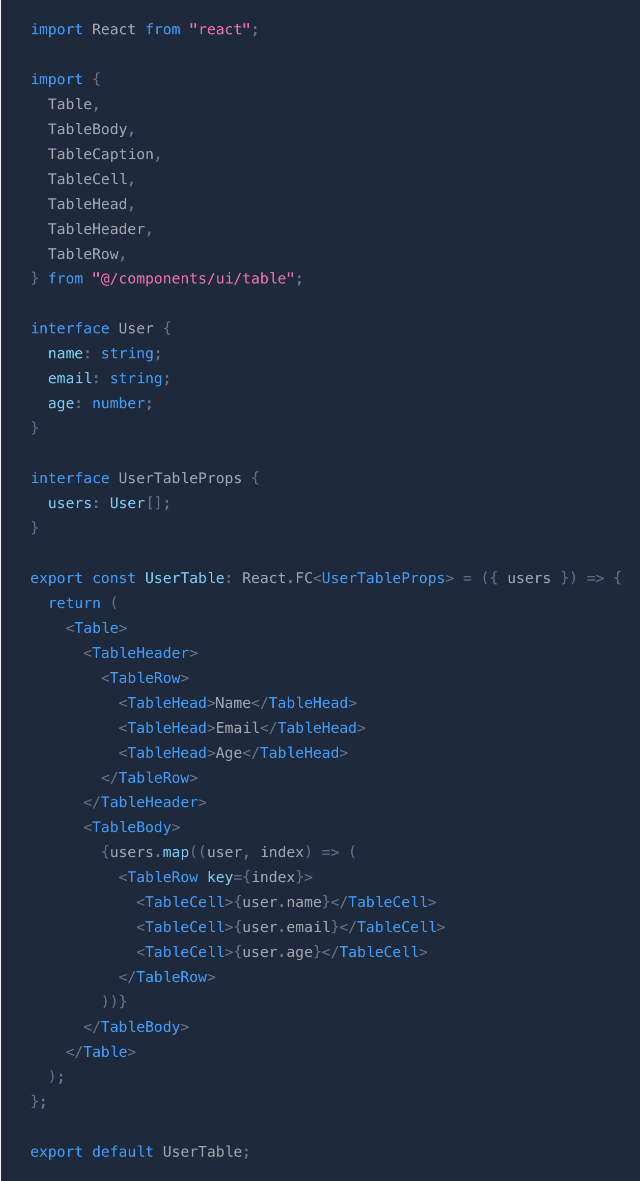 import React from "react";

import {
  Table,
  TableBody,
  TableCaption,
  TableCell,
  TableHead,
  TableHeader,
  TableRow,
} from "@/components/ui/table";

interface User {
  name: string;
  email: string;
  age: number;
}

interface UserTableProps {
  users: User[];
}

export const UserTable: React.FC<UserTableProps> = ({ users }) => {
  return (
    <Table>
      <TableHeader>
        <TableRow>
          <TableHead>Name</TableHead>
          <TableHead>Email</TableHead>
          <TableHead>Age</TableHead>
        </TableRow>
      </TableHeader>
      <TableBody>
        {users.map((user, index) => (
          <TableRow key={index}>
            <TableCell>{user.name}</TableCell>
            <TableCell>{user.email}</TableCell>
            <TableCell>{user.age}</TableCell>
          </TableRow>
        ))}
      </TableBody>
    </Table>
  );
};

export default UserTable;